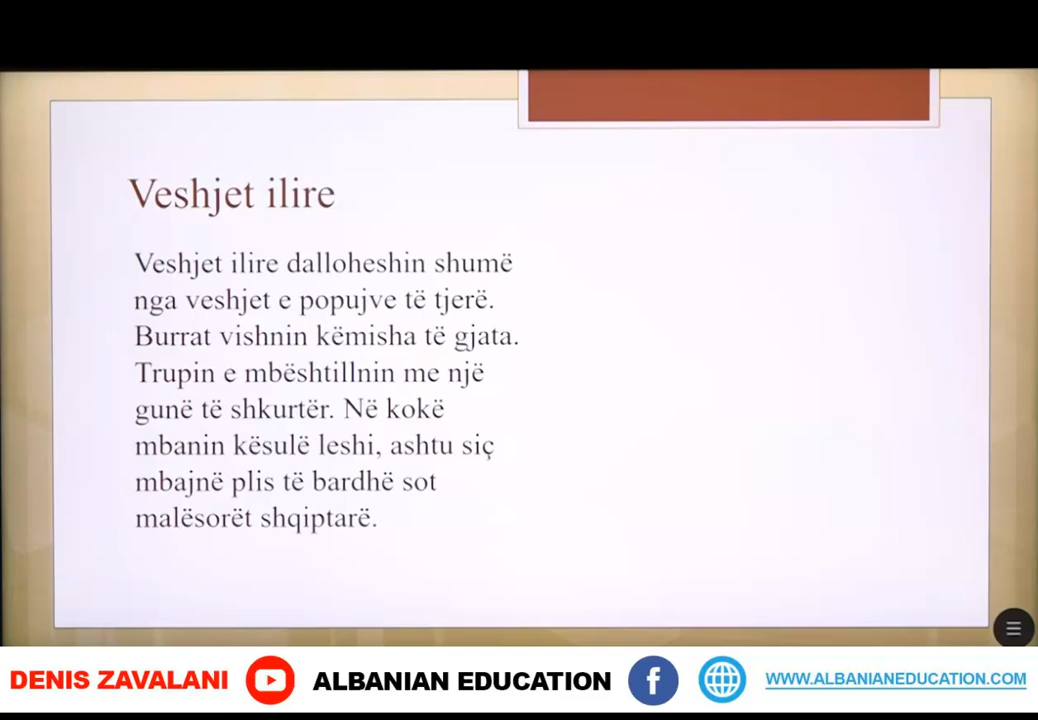 Veshjet ilire
Veshjet ilire dalloheshin shumë
nga veshjet e popujve të tjerë.
Burrat vishnin këmisha të gjata.
Trupin e mbështillnin me një
gunë të shkurtër. Në kokë
mbanin kësulë leshi, ashtu siç
mbajnë plis të bardhë sot
malësorët shqiptarë.
DENIS ZAVALANI ALBANIAN EDUCATION WWW.ALBANIANEDUCATION.COM